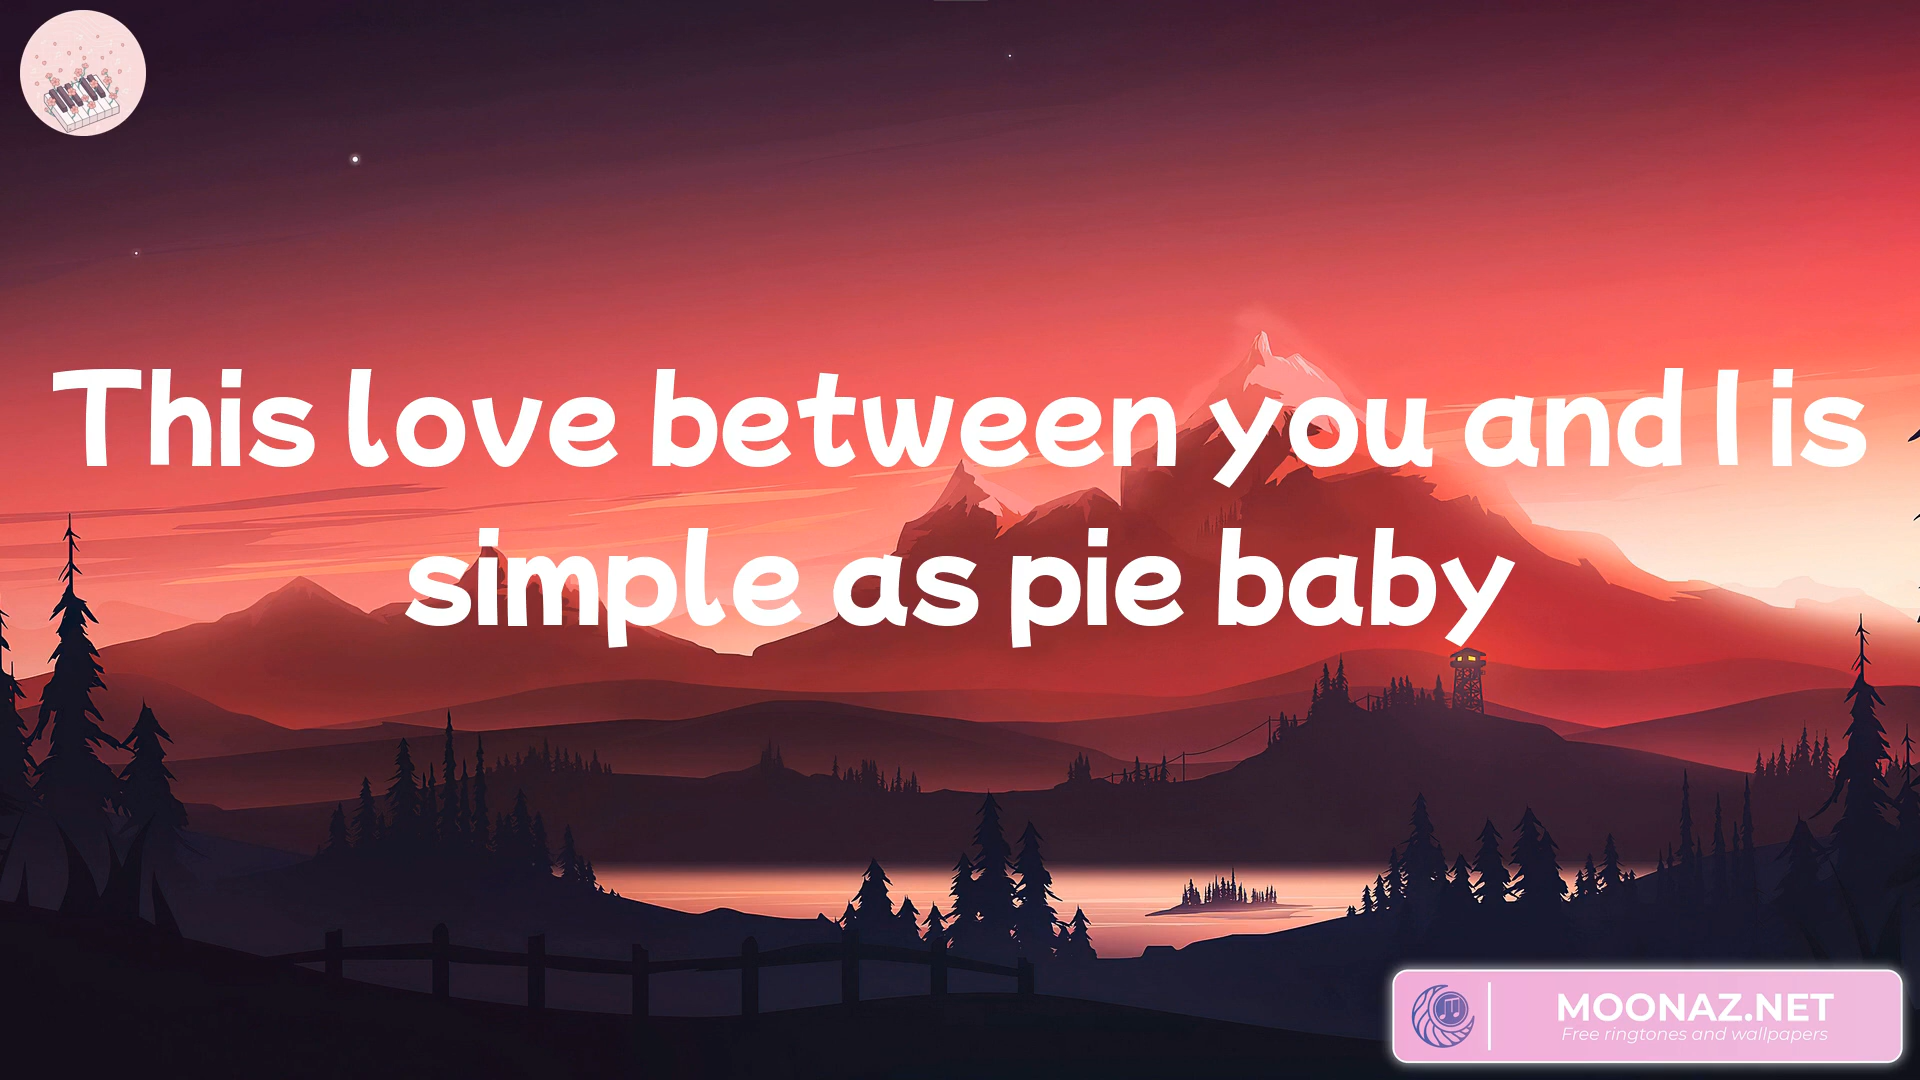 This love between you and I is
simple as pie baby
MOONAZ.NET
Free ringtones and wallpapers